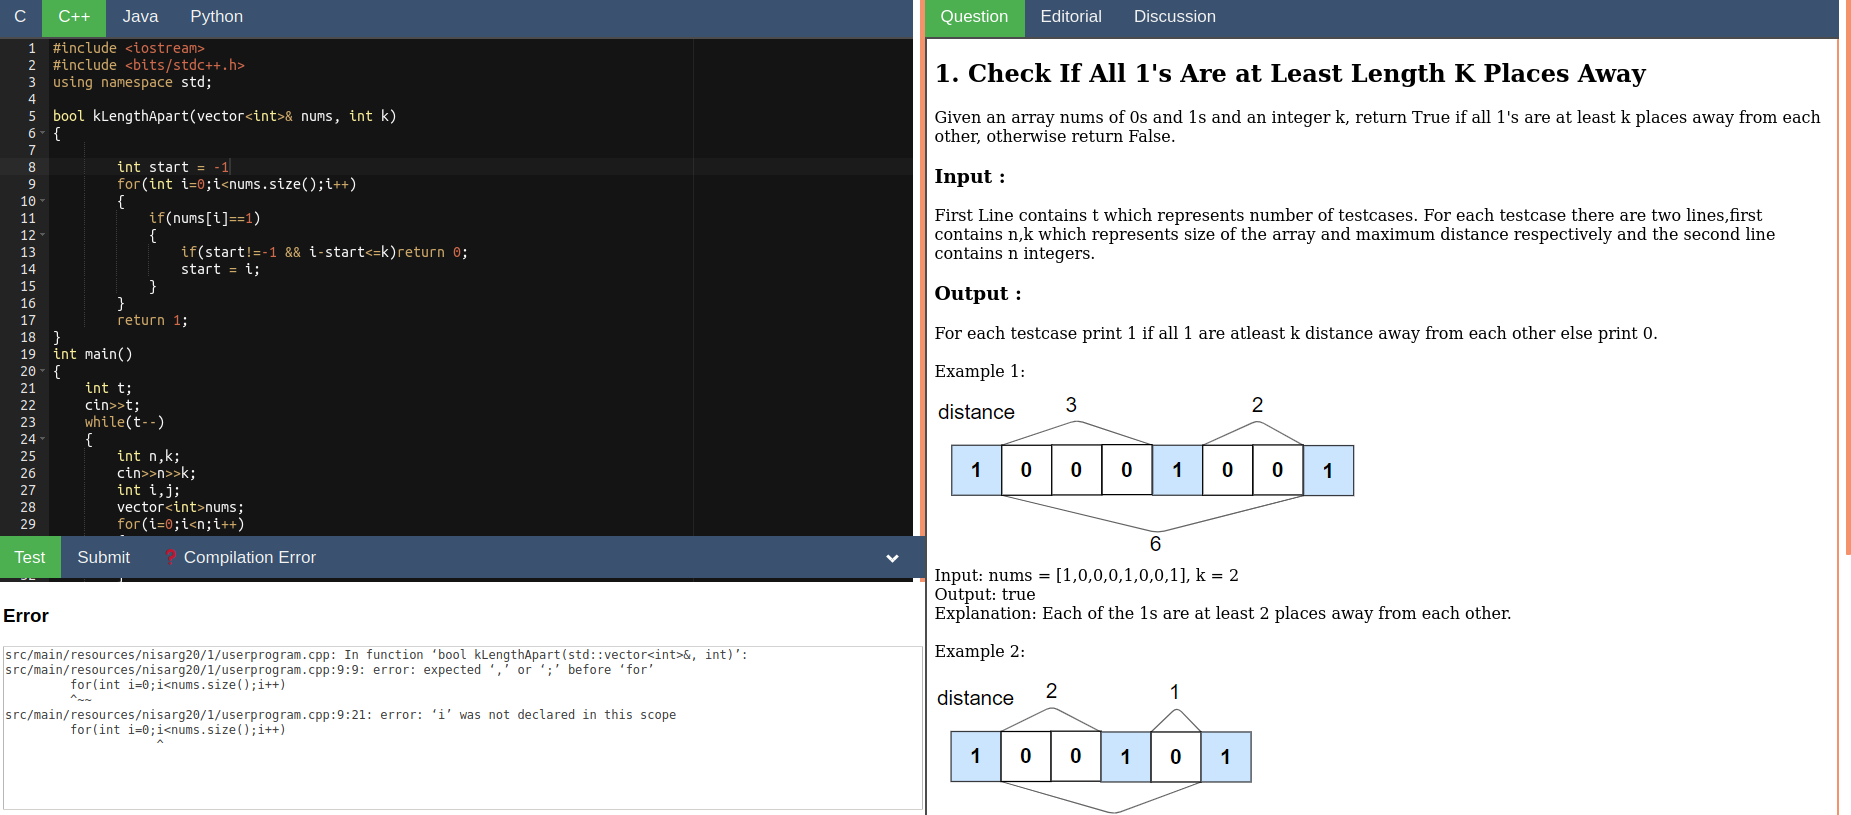 C C++ Java Python
1 #include <iostream>
2 #include <bits/stdc++.h>
3 using namespace std;
4
5 bool kLengthApart(vector<int>& nums, int k)
6 {
7
8 int start = -1
9 for(int i=0;i<nums.size();i++)
10 {
11 if(nums[i]==1)
12 {
13 if(start!=-1 && i-start<=k)return 0;
14 start = i;
15 }
16 }
17 return 1;
18 }
19 int main()
20 {
21 int t;
22 cin>>t;
23 while(t--)
24 {
25 int n,k;
26 cin>>n>>k;
27 int i,j;
28 vector<int>nums;
29 for(i=0;i<n;i++)
Test Submit ? Compilation Error
Error
src/main/resources/nisarg20/1/userprogram.cpp: In function ‘bool kLengthApart(std::vector<int>&, int)’:
src/main/resources/nisarg20/1/userprogram.cpp:9:9: error: expected ‘,’ or ‘;’ before ‘for’
for(int i=0;i<nums.size();i++)
^~~
src/main/resources/nisarg20/1/userprogram.cpp:9:21: error: ‘i’ was not declared in this scope
for(int i=0;i<nums.size();i++)
^
Question Editorial Discussion
1. Check If All 1's Are at Least Length K Places Away
Given an array nums of 0s and 1s and an integer k, return True if all 1's are at least k places away from each
other, otherwise return False.
Input :
First Line contains t which represents number of testcases. For each testcase there are two lines,first
contains n,k which represents size of the array and maximum distance respectively and the second line
contains n integers.
Output :
For each testcase print 1 if all 1 are atleast k distance away from each other else print 0.
Example 1:
distance 3 2
1 0 0 0 1 0 0 1
6
Input: nums = [1,0,0,0,1,0,0,1], k = 2
Output: true
Explanation: Each of the 1s are at least 2 places away from each other.
Example 2:
distance 2 1
1 0 0 1 0 1